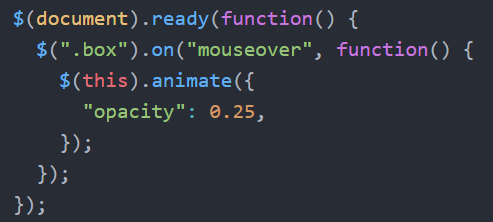 $(document).ready(function() {
  $(".box").on("mouseover", function() {
    $(this).animate({
      "opacity": 0.25,
    });
  });
});